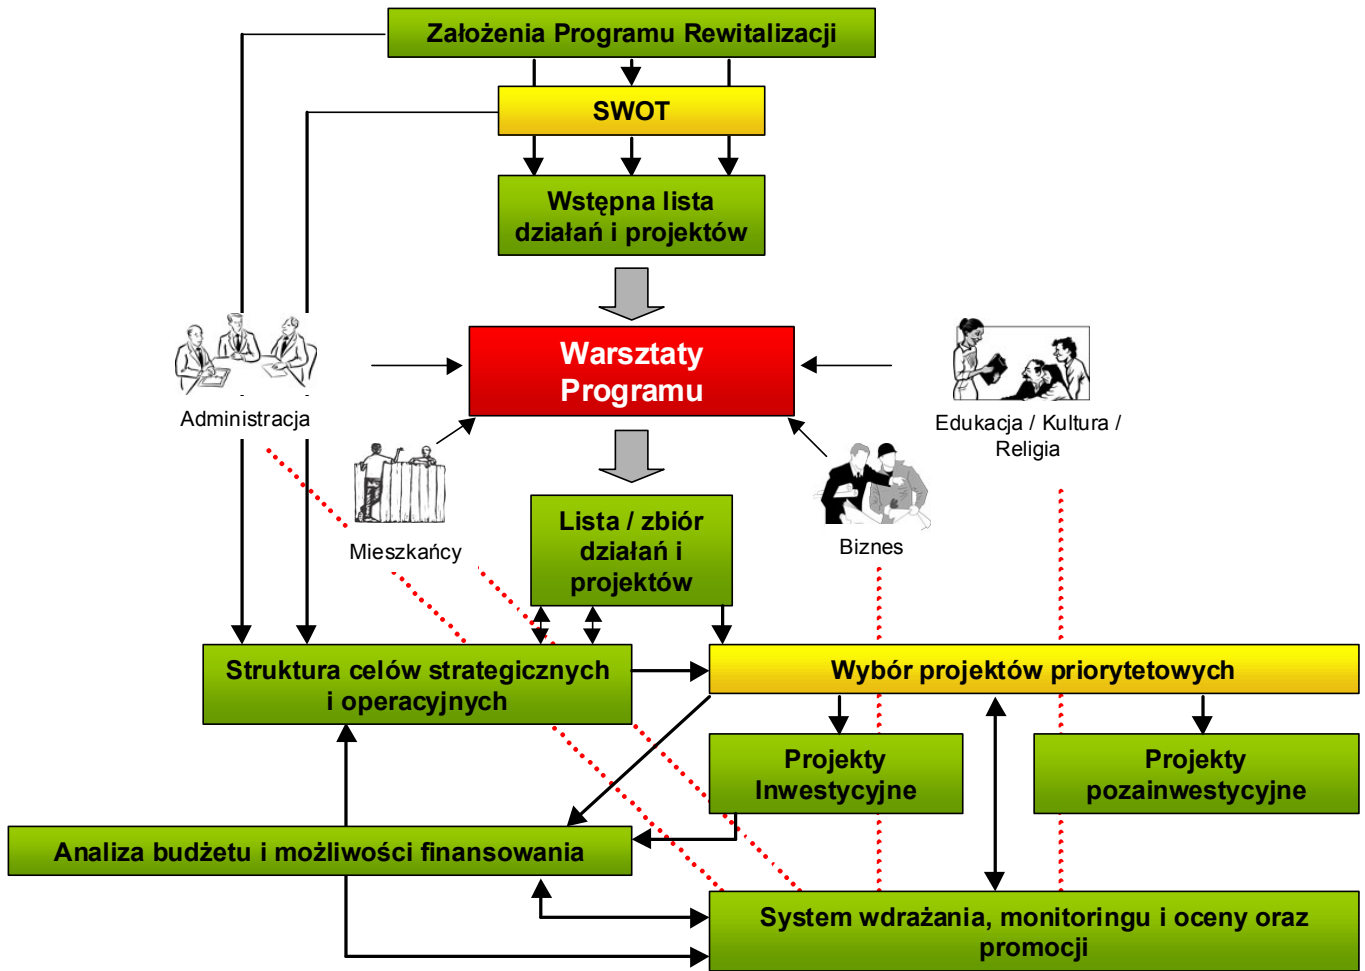 Założenia Programu Rewitalizacji
SWOT
Wstępna lista
działań i projektów
Warsztaty
Programu
Administracja
Edukacja / Kultura /
Religia
Mieszkańcy
Biznes
Lista / zbiór
działań i
projektów
Struktura celów strategicznych
i operacyjnych
Wybór projektów priorytetowych
Projekty
Inwestycyjne
Projekty
pozainwestycyjne
Analiza budżetu i możliwości finansowania
System wdrażania, monitoringu i oceny oraz
promocji